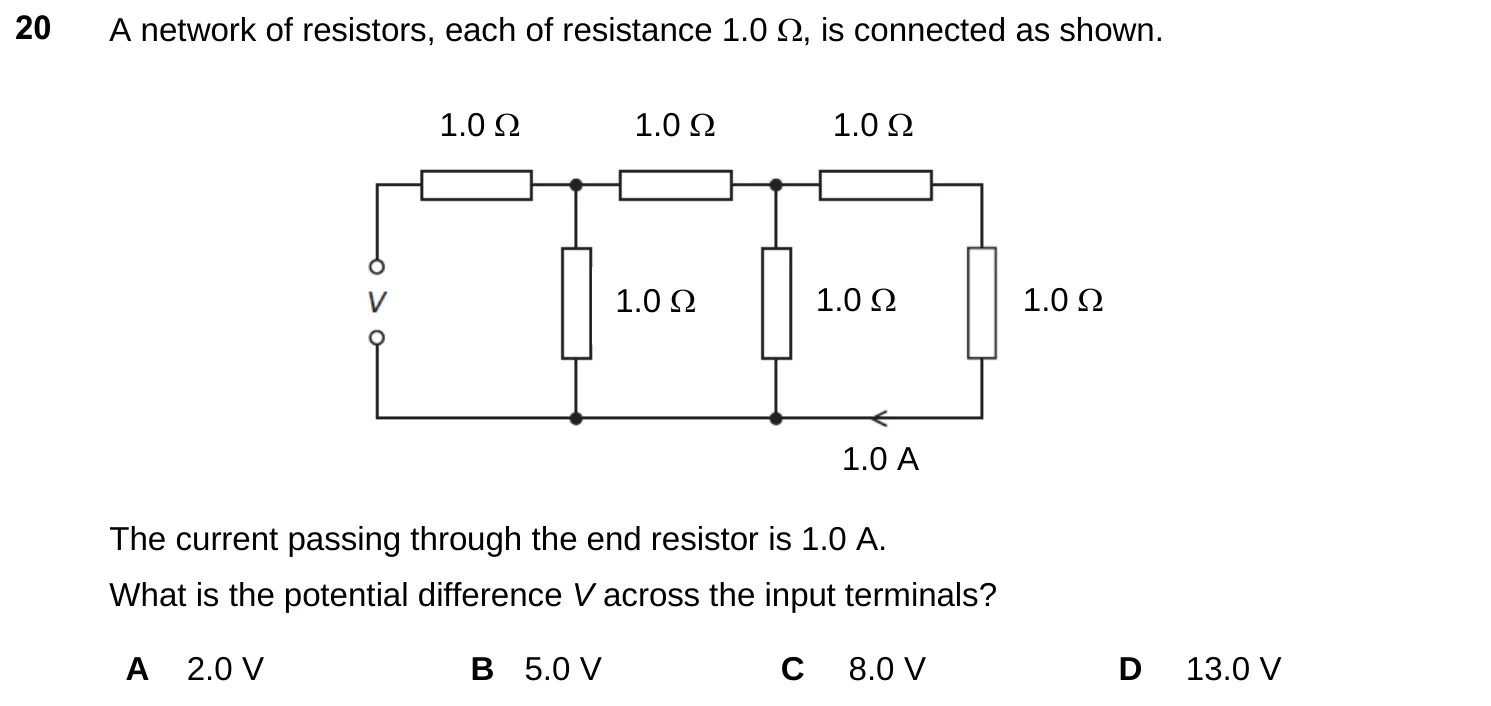 20 A network of resistors, each of resistance 1.0 Ω, is connected as shown.
1.0 Ω 1.0 Ω 1.0 Ω
V 1.0 Ω 1.0 Ω 1.0 Ω
1.0 A
The current passing through the end resistor is 1.0 A.
What is the potential difference V across the input terminals?
A 2.0 V B 5.0 V C 8.0 V D 13.0 V